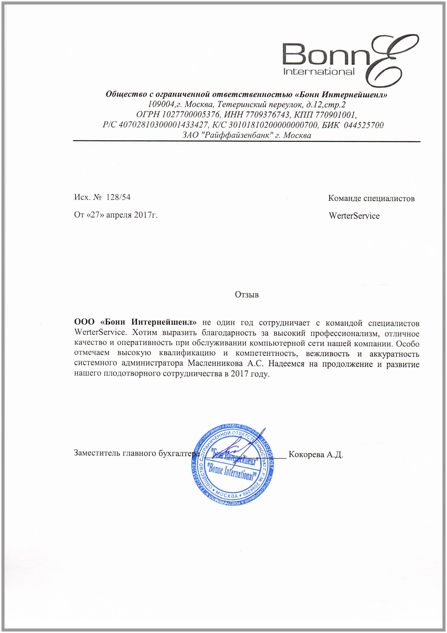 BonnE
International
Общество с ограниченной ответственностью «Бонн Интернейшенл»
109004,г. Москва, Тетеринский переулок, д.12,стр.2
ОГРН 1027700005376, ИНН 7709376743, КПП 770901001,
Р/С 40702810300001433427, К/С 30101810200000000700, БИК 044525700
ЗАО "Райффайзенбанк" г. Москва
Исх. № 128/54
Команде специалистов
От «27» апреля 2017г.
WerterService
Отзыв
ООО «Бонн Интернейшенл» не один год сотрудничает с командой специалистов
WerterService. Хотим выразить благодарность за высокий профессионализм, отличное
качество и оперативность при обслуживании компьютерной сети нашей компании. Особо
отмечаем высокую квалификацию и компетентность, вежливость и аккуратность
системного администратора Масленникова А.С. Надеемся на продолжение и развитие
нашего плодотворного сотрудничества в 2017 году.
Заместитель главного бухгалтера Кокорева А.Д.
"Bonne International"
МОСКВА